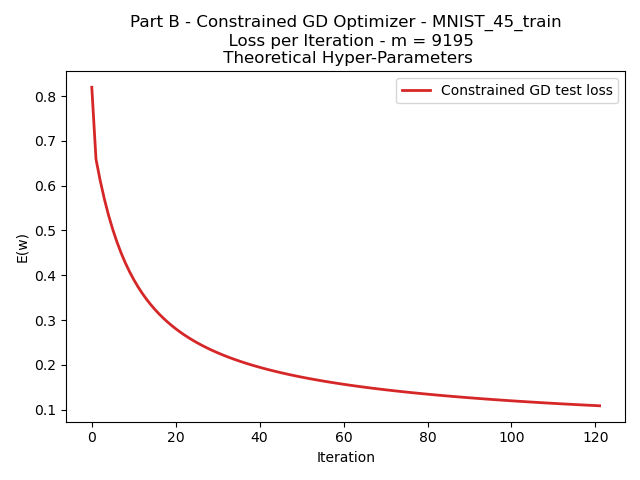 Part B - Constrained GD Optimizer - MNIST_45_train
Loss per Iteration - m = 9195
Theoretical Hyper-Parameters
Constrained GD test loss
E(w)
0.8
0.7
0.6
0.5
0.4
0.3
0.2
0.1
0 20 40 60 80 100 120
Iteration